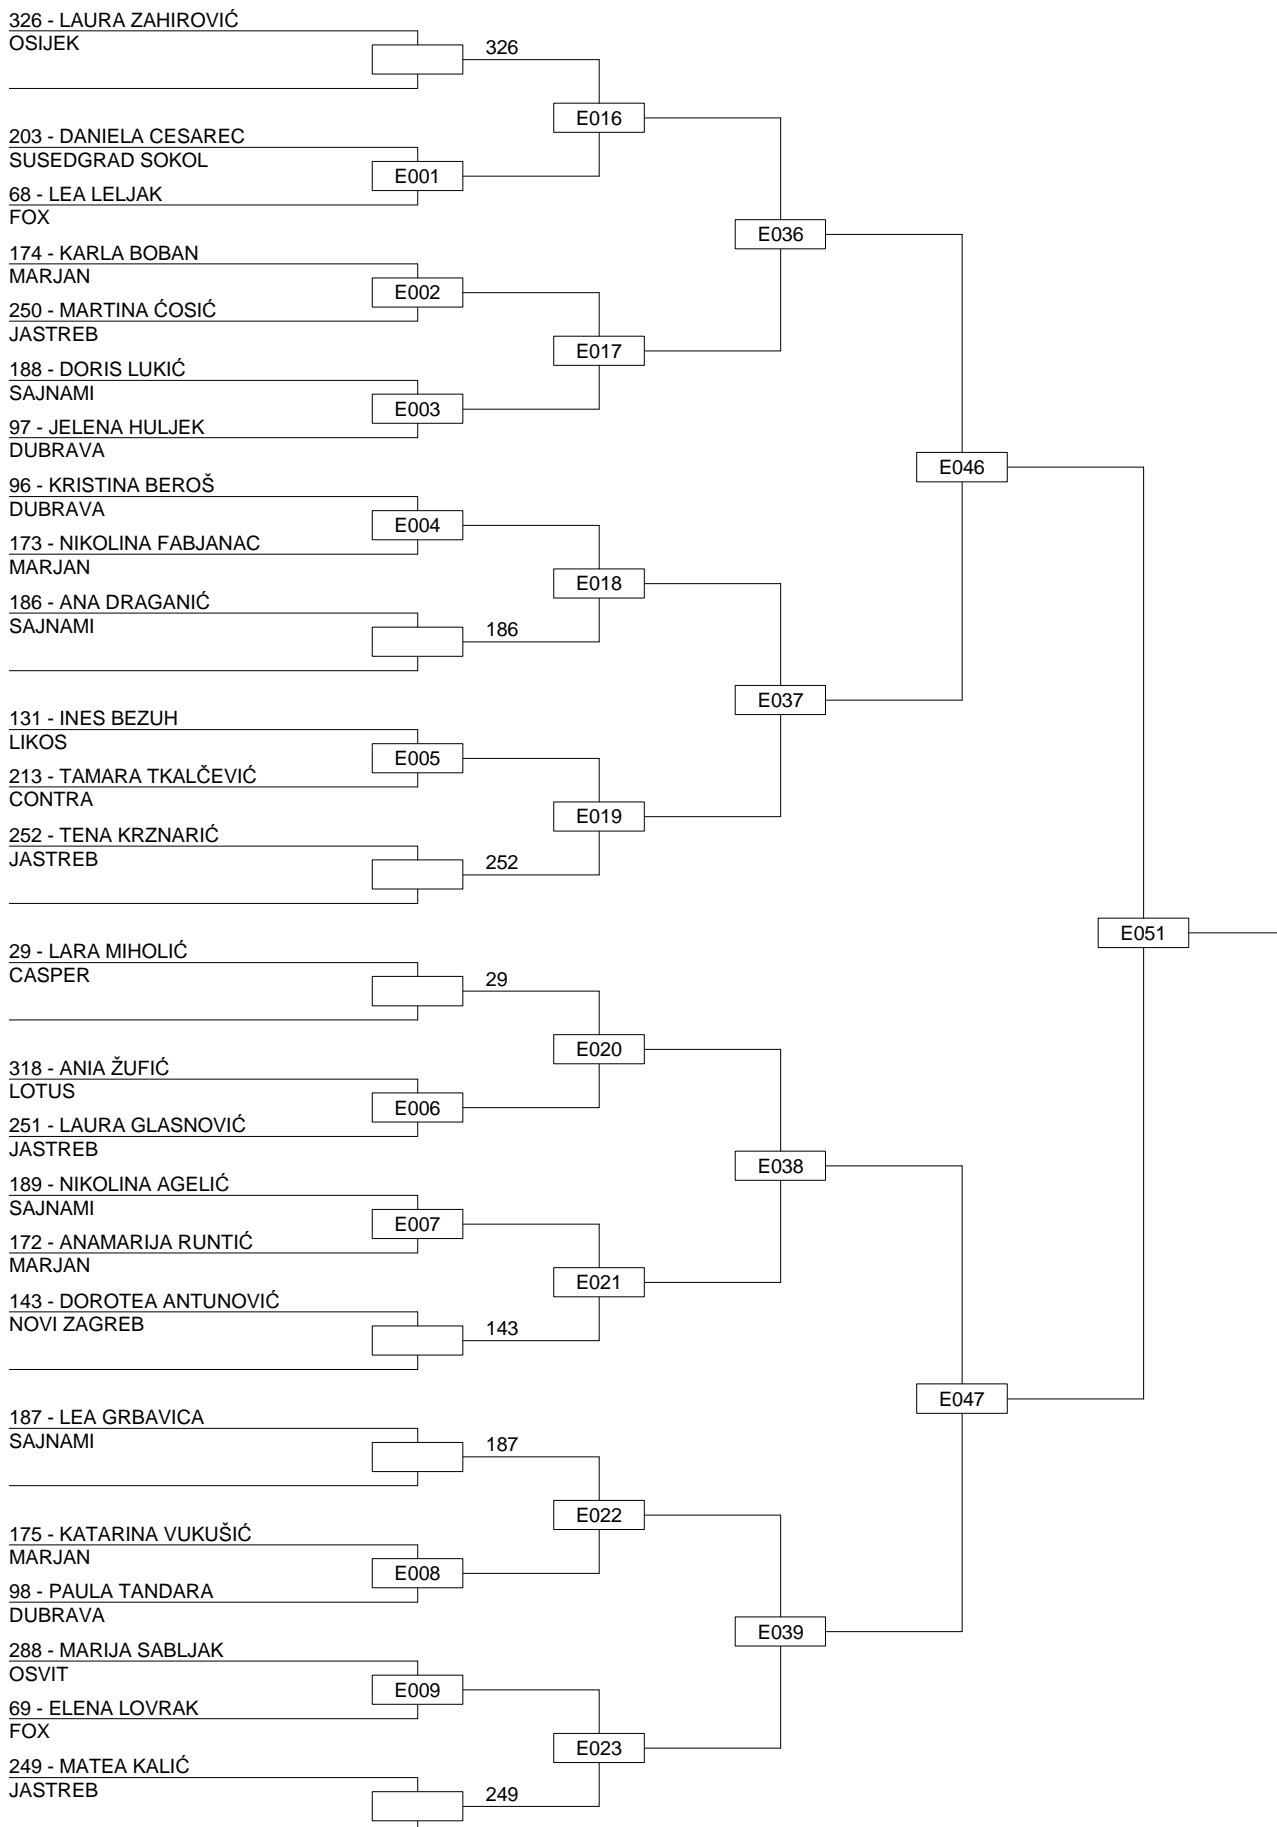 326 - LAURA ZAHIROVIĆ
OSIJEK
326
E016
203 - DANIELA CESAREC
SUSEDGRAD SOKOL
E001
68 - LEA LELJAK
FOX
E036
174 - KARLA BOBAN
MARJAN
E002
250 - MARTINA ĆOSIĆ
JASTREB
E017
188 - DORIS LUKIĆ
SAJNAMI
E003
97 - JELENA HULJEK
DUBRAVA
E046
96 - KRISTINA BEROŠ
DUBRAVA
E004
173 - NIKOLINA FABJANAC
MARJAN
E018
186 - ANA DRAGANIĆ
SAJNAMI
186
E037
131 - INES BEZUH
LIKOS
E005
213 - TAMARA TKALČEVIĆ
CONTRA
E019
252 - TENA KRZNARIĆ
JASTREB
252
E051
29 - LARA MIHOLIĆ
CASPER
29
E020
318 - ANIA ŽUFIĆ
LOTUS
E006
251 - LAURA GLASNOVIĆ
JASTREB
E038
189 - NIKOLINA AGELIĆ
SAJNAMI
E007
172 - ANAMARIJA RUNTIĆ
MARJAN
E021
143 - DOROTEA ANTUNOVIĆ
NOVI ZAGREB
143
E047
187 - LEA GRBAVICA
SAJNAMI
187
E022
175 - KATARINA VUKUŠIĆ
MARJAN
E008
98 - PAULA TANDARA
DUBRAVA
E039
288 - MARIJA SABLJAK
OSVIT
E009
69 - ELENA LOVRAK
FOX
E023
249 - MATEA KALIĆ
JASTREB
249